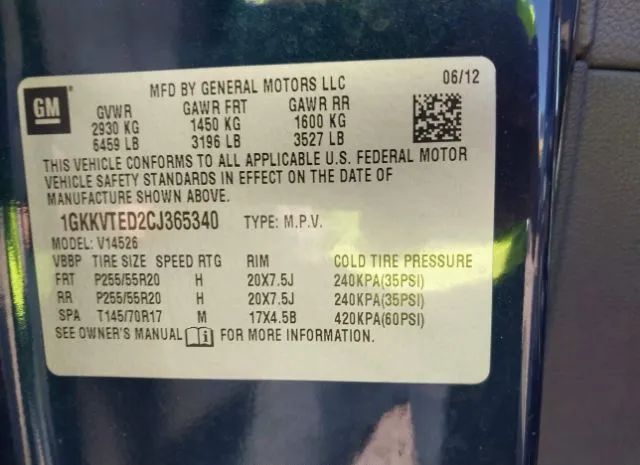 GM
MFD BY GENERAL MOTORS LLC 06/12
GVWR GAWR FRT GAWR RR
2930 KG 1450 KG 1600 KG
6459 LB 3196 LB 3527 LB
THIS VEHICLE CONFORMS TO ALL APPLICABLE U.S. FEDERAL MOTOR
VEHICLE SAFETY STANDARDS IN EFFECT ON THE DATE OF
MANUFACTURE SHOWN ABOVE.
1GKKVTED2CJ365340 TYPE: M.P.V.
MODEL: V14526
VBBP TIRE SIZE SPEED RTG RIM COLD TIRE PRESSURE
FRT P255/55R20 H 20X7.5J 240KPA(35PSI)
RR P255/55R20 H 20X7.5J 240KPA(35PSI)
SPA T145/70R17 M 17X4.5B 420KPA(60PSI)
SEE OWNER'S MANUAL i FOR MORE INFORMATION.